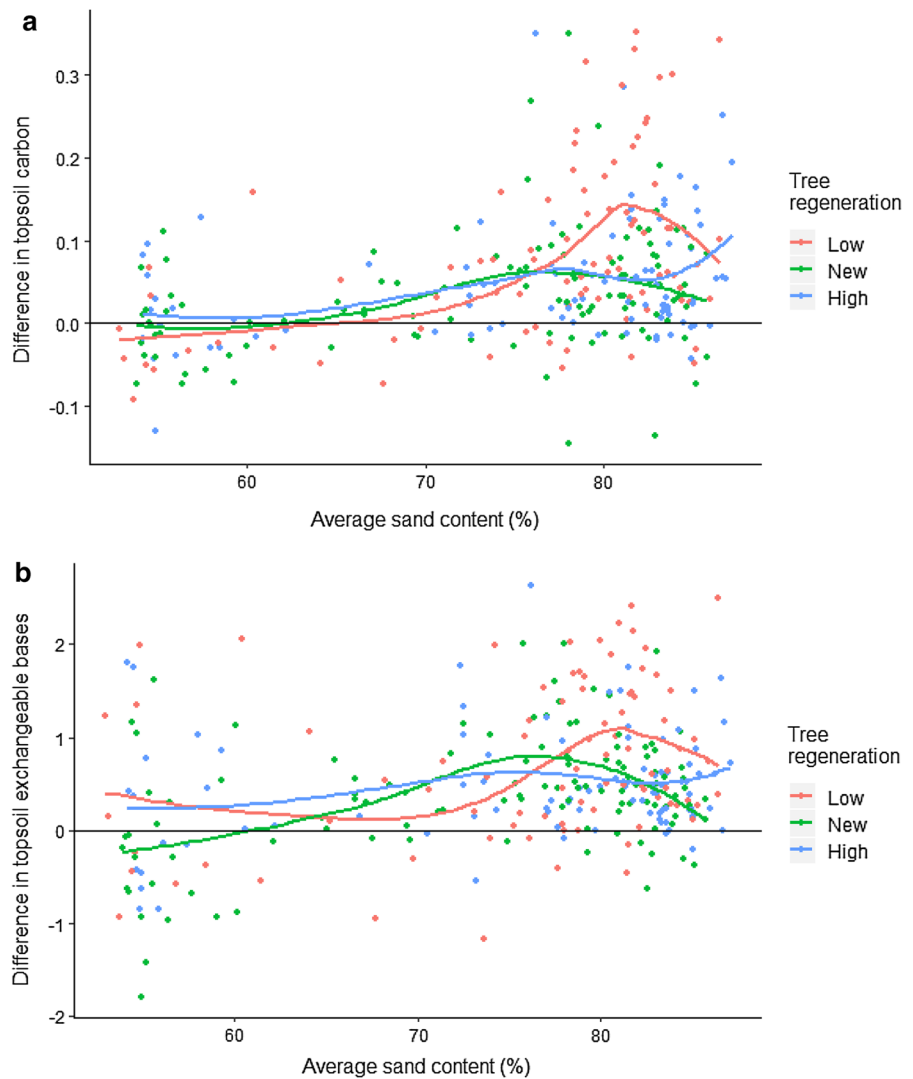 a
Difference in topsoil carbon
0.3
0.2
0.1
0.0
-0.1
60 70 80
Average sand content (%)
Tree
regeneration
Low
New
High
b
Difference in topsoil exchangeable bases
2
1
0
-1
-2
60 70 80
Average sand content (%)
Tree
regeneration
Low
New
High